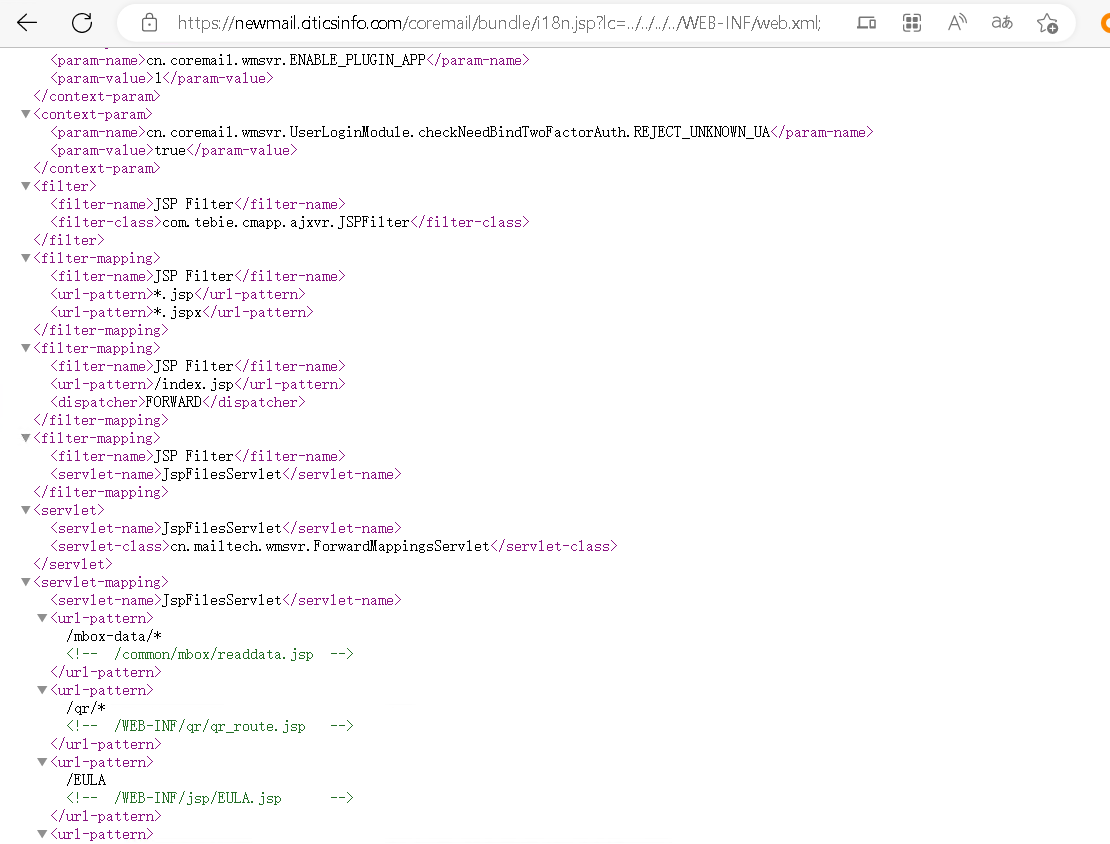 https://newmail.citicsinfo.com/coremail/bundle/i18n.jsp?lc=../../../../WEB-INF/web.xml;
<param-name>cn.coremail.wmsvr.ENABLE_PLUGIN_APP</param-name>
<param-value>1</param-value>
</context-param>
▼<context-param>
<param-name>cn.coremail.wmsvr.UserLoginModule.checkNeedBindTwoFactorAuth.REJECT_UNKNOWN_UA</param-name>
<param-value>true</param-value>
</context-param>
▼<filter>
<filter-name>JSP Filter</filter-name>
<filter-class>com.tebie.cmapp.ajxvr.JSPFilter</filter-class>
</filter>
▼<filter-mapping>
<filter-name>JSP Filter</filter-name>
<url-pattern>*.jsp</url-pattern>
<url-pattern>*.jspx</url-pattern>
</filter-mapping>
▼<filter-mapping>
<filter-name>JSP Filter</filter-name>
<url-pattern>/index.jsp</url-pattern>
<dispatcher>FORWARD</dispatcher>
</filter-mapping>
▼<filter-mapping>
<filter-name>JSP Filter</filter-name>
<servlet-name>JspFilesServlet</servlet-name>
</filter-mapping>
▼<servlet>
<servlet-name>JspFilesServlet</servlet-name>
<servlet-class>cn.mailtech.wmsvr.ForwardMappingsServlet</servlet-class>
</servlet>
▼<servlet-mapping>
<servlet-name>JspFilesServlet</servlet-name>
▼<url-pattern>
/mbox-data/*
<!-- /common/mbox/readdata.jsp -->
</url-pattern>
▼<url-pattern>
/qr/*
<!-- /WEB-INF/qr/qr_route.jsp -->
</url-pattern>
▼<url-pattern>
/EULA
<!-- /WEB-INF/jsp/EULA.jsp -->
</url-pattern>
▼<url-pattern>